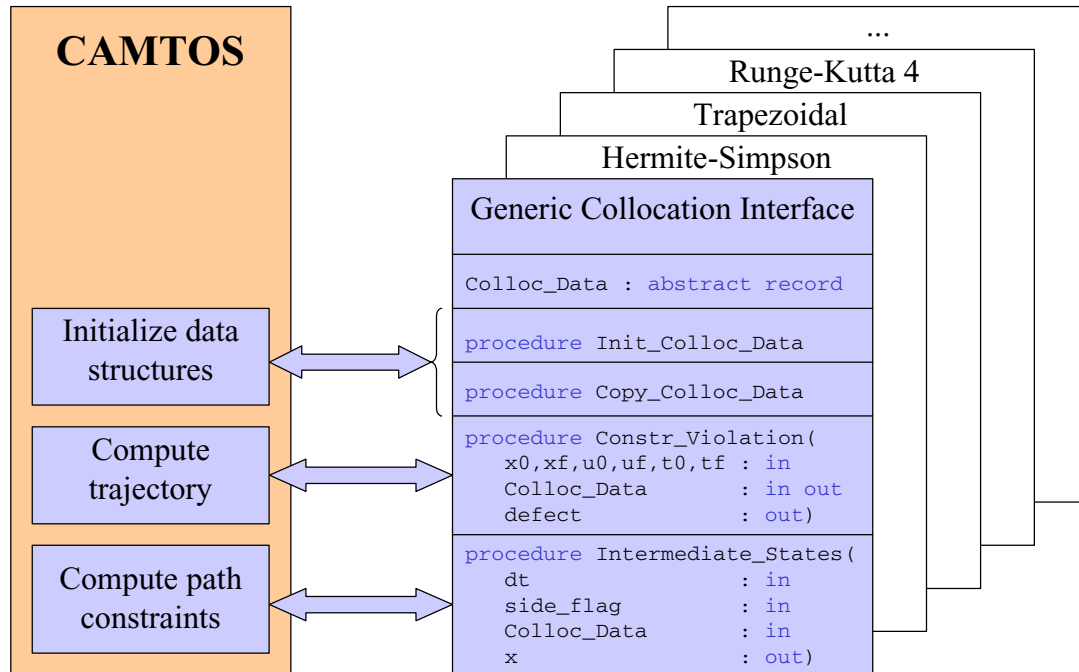 CAMTOS
Initialize data
structures
Compute
trajectory
Compute path
constraints
...
Runge-Kutta 4
Trapezoidal
Hermite-Simpson
Generic Collocation Interface
Colloc_Data : abstract record
procedure Init_Colloc_Data
procedure Copy_Colloc_Data
procedure Constr_Violation(
x0,xf,u0,uf,t0,tf : in
Colloc_Data : in out
defect : out)
procedure Intermediate_States(
dt : in
side_flag : in
Colloc_Data : in
x : out)